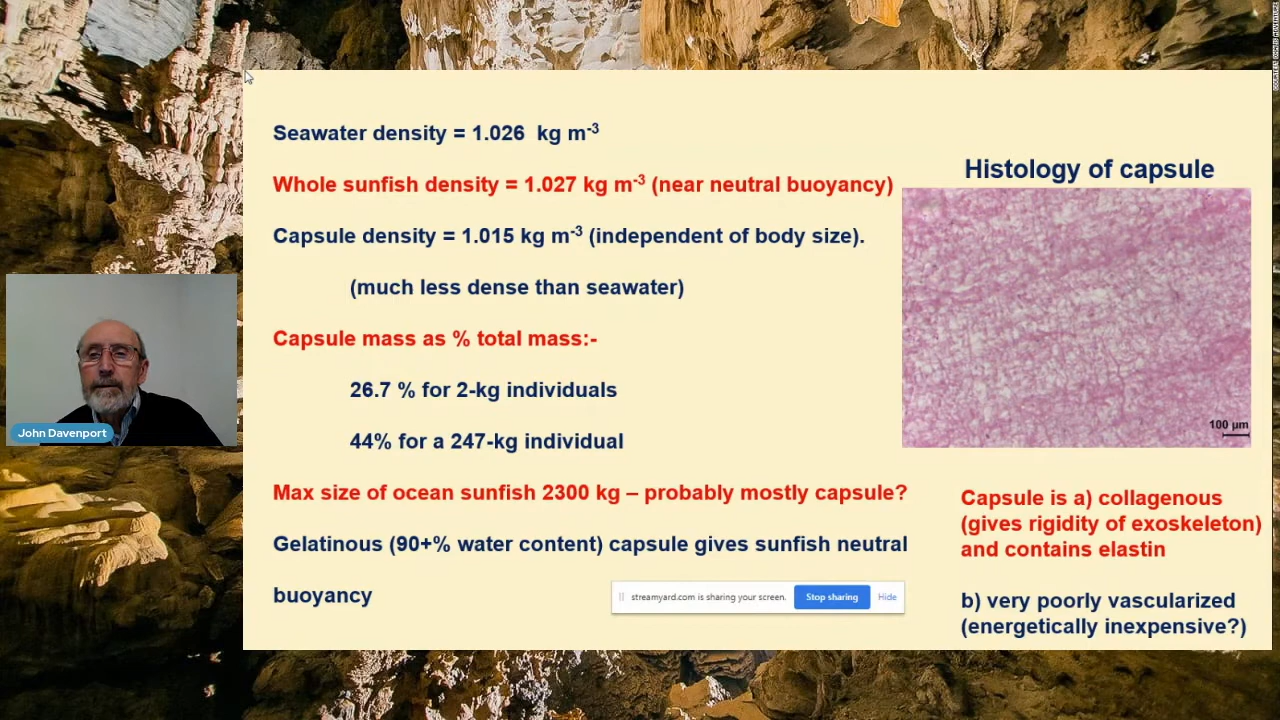 Seawater density = 1.026 kg m-3
Whole sunfish density = 1.027 kg m-3 (near neutral buoyancy)
Capsule density = 1.015 kg m-3 (independent of body size).
(much less dense than seawater)
Capsule mass as % total mass:-
26.7 % for 2-kg individuals
44% for a 247-kg individual
Max size of ocean sunfish 2300 kg – probably mostly capsule?
Gelatinous (90+% water content) capsule gives sunfish neutral
buoyancy
Histology of capsule
100 µm
Capsule is a) collagenous
(gives rigidity of exoskeleton)
and contains elastin
b) very poorly vascularized
(energetically inexpensive?)
John Davenport
streamyard.com is sharing your screen.
Stop sharing
Hide